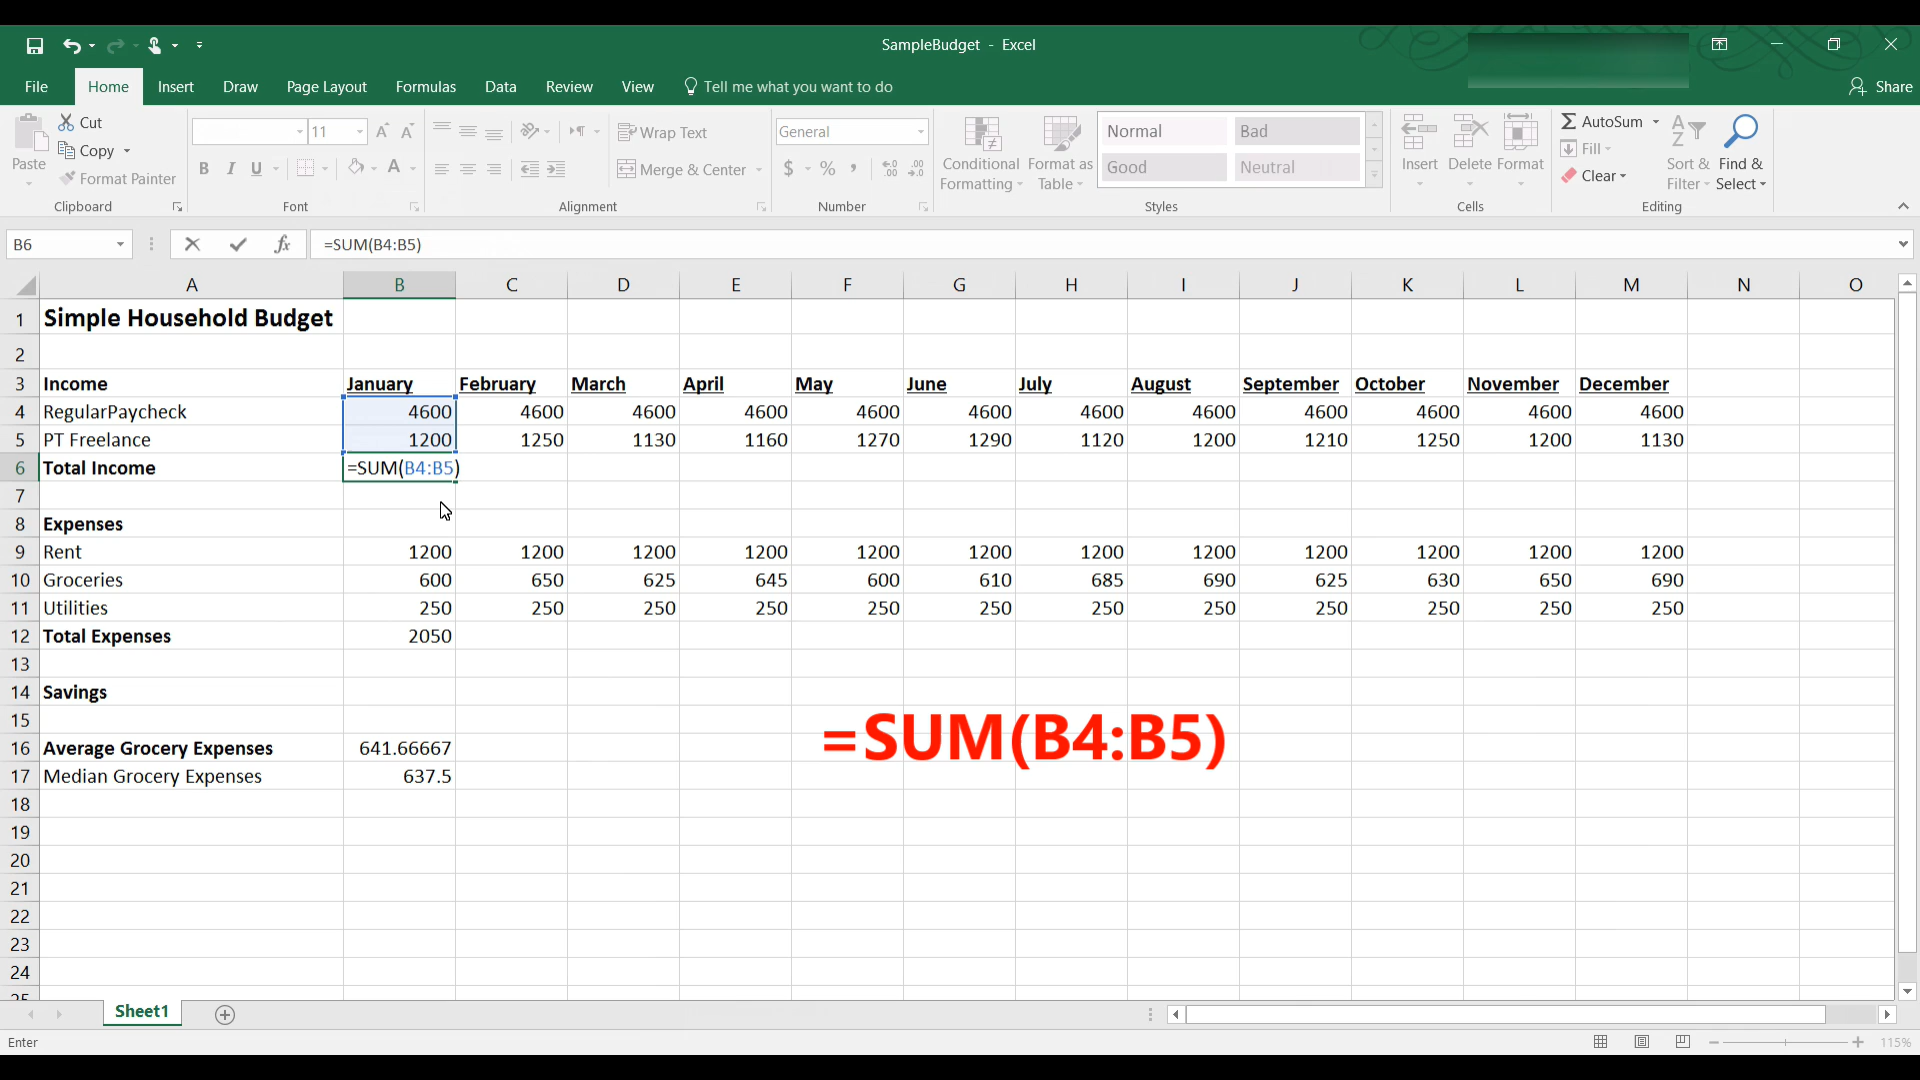 SampleBudget - Excel
File Home Insert Draw Page Layout Formulas Data Review View Tell me what you want to do Share
Paste Cut Copy Format Painter Clipboard
11 B I U A Font
Wrap Text Merge & Center Alignment
General $ % , Number
Conditional Formatting Format as Table Normal Bad Good Neutral Styles
Insert Delete Format Cells
AutoSum Fill Clear Sort & Filter Find & Select Editing
B6 fx =SUM(B4:B5)
A B C D E F G H I J K L M N O
1 Simple Household Budget
2
3 Income January February March April May June July August September October November December
4 RegularPaycheck 4600 4600 4600 4600 4600 4600 4600 4600 4600 4600 4600 4600
5 PT Freelance 1200 1250 1130 1160 1270 1290 1120 1200 1210 1250 1200 1130
6 Total Income =SUM(B4:B5)
7
8 Expenses
9 Rent 1200 1200 1200 1200 1200 1200 1200 1200 1200 1200 1200 1200
10 Groceries 600 650 625 645 600 610 685 690 625 630 650 690
11 Utilities 250 250 250 250 250 250 250 250 250 250 250 250
12 Total Expenses 2050
13
14 Savings
15
=SUM(B4:B5)
16 Average Grocery Expenses 641.66667
17 Median Grocery Expenses 637.5
18
19
20
21
22
23
24
25
Sheet1
Enter 115%